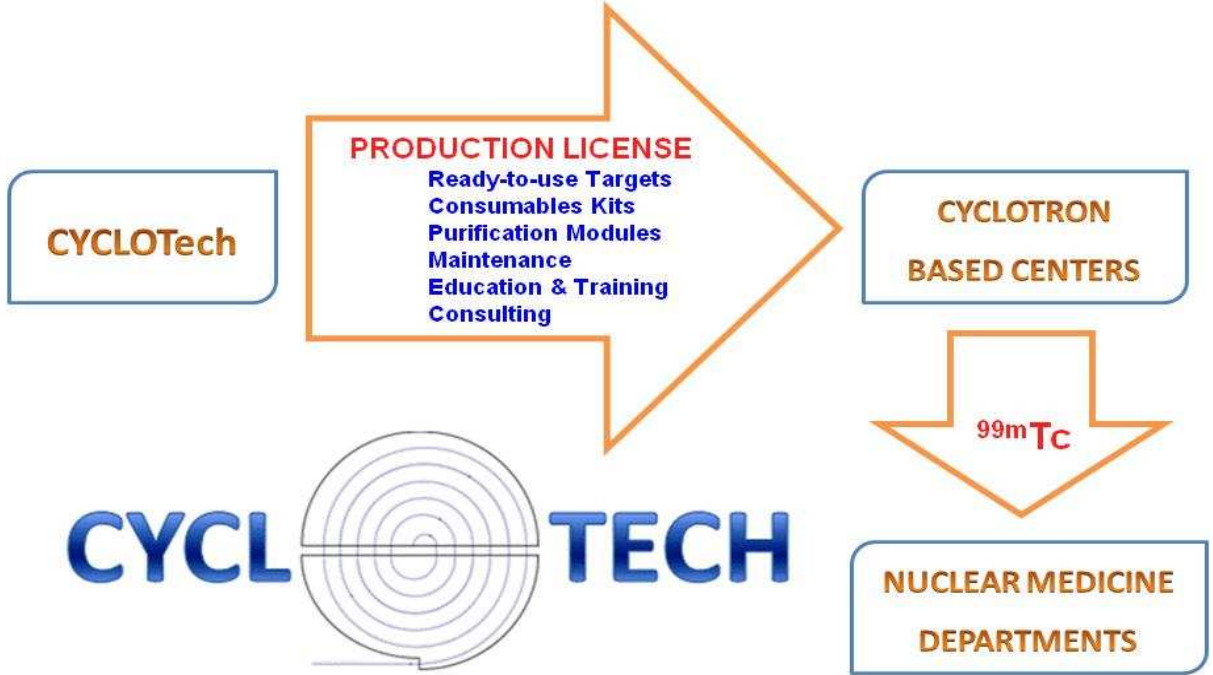 PRODUCTION LICENSE
Ready-to-use Targets
Consumables Kits
Purification Modules
Maintenance
Education & Training
Consulting
CYCLOTech
CYCLOTRON
BASED CENTERS
99mTc
CYCL TECH
NUCLEAR MEDICINE
DEPARTMENTS